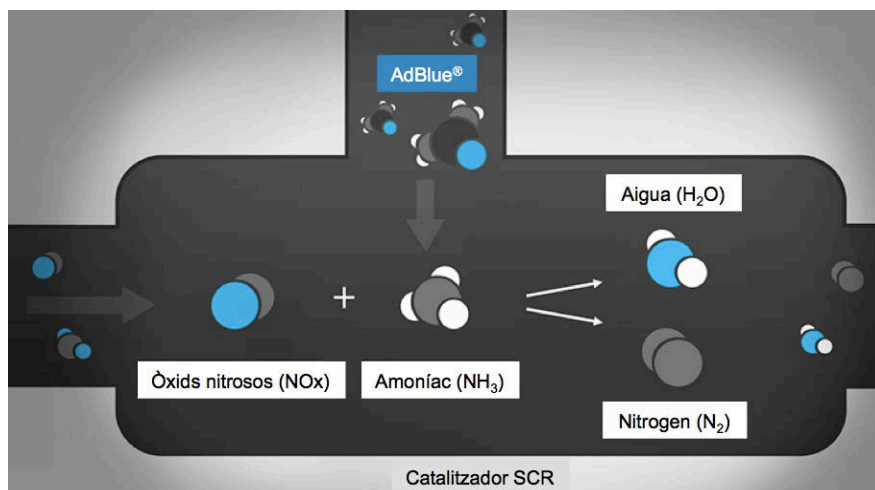 AdBlue®
Aigua (H₂O)
Òxids nitrosos (NOx)
Amoníac (NH₃)
Nitrogen (N₂)
Catalitzador SCR